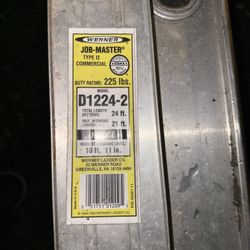 WERNER
JOB-MASTER®
TYPE II
COMMERCIAL
DUTY RATING: 225 lbs.
MODEL
D1224-2
TOTAL LENGTH
SECTIONS 24 ft.
MAX. WORKING
LENGTH 21 ft.
16 ft. 11 in.
WERNER LADDER CO.
93 WERNER ROAD
GREENVILLE, PA 16125-9499